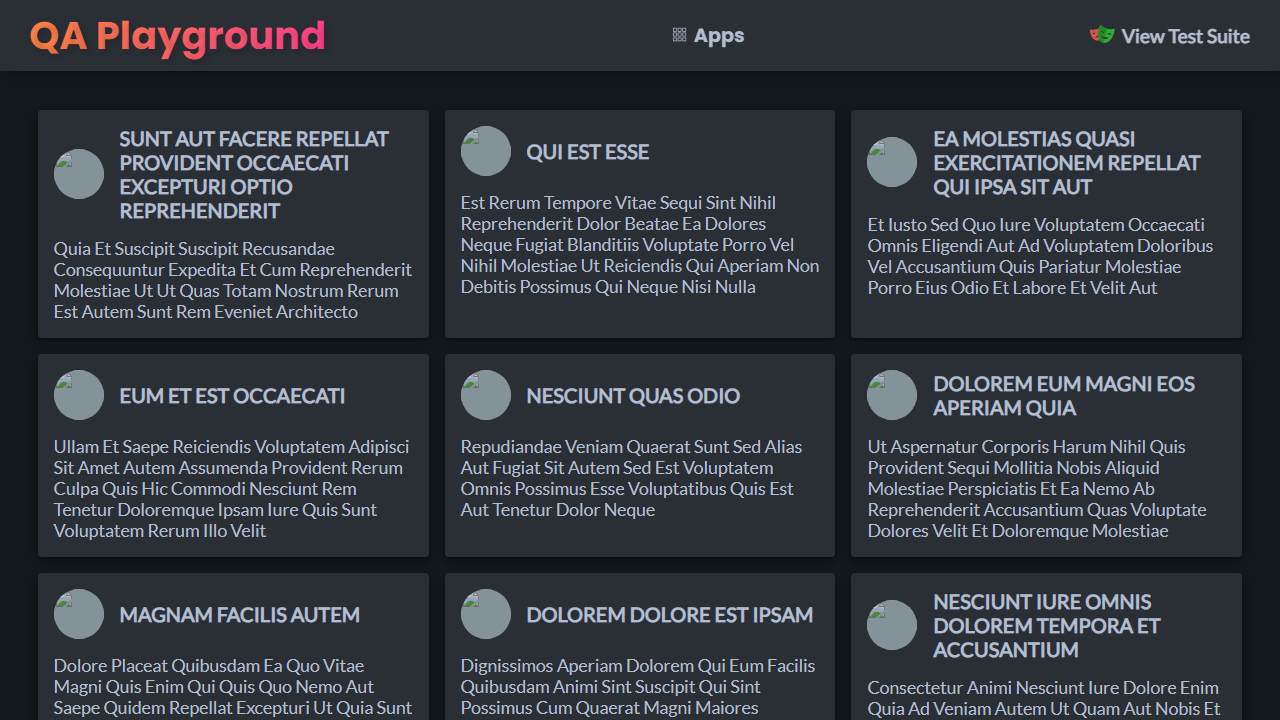 QA Playground
Apps
View Test Suite
SUNT AUT FACERE REPELLAT
PROVIDENT OCCAECATI
EXCEPTURI OPTIO
REPREHENDERIT
Quia Et Suscipit Suscipit Recusandae
Consequuntur Expedita Et Cum Reprehenderit
Molestiae Ut Ut Quas Totam Nostrum Rerum
Est Autem Sunt Rem Eveniet Architecto
QUI EST ESSE
Est Rerum Tempore Vitae Sequi Sint Nihil
Reprehenderit Dolor Beatae Ea Dolores
Neque Fugiat Blanditiis Voluptate Porro Vel
Nihil Molestiae Ut Reiciendis Qui Aperiam Non
Debitis Possimus Qui Neque Nisi Nulla
EA MOLESTIAS QUASI
EXERCITATIONEM REPELLAT
QUI IPSA SIT AUT
Et Iusto Sed Quo Iure Voluptatem Occaecati
Omnis Eligendi Aut Ad Voluptatem Doloribus
Vel Accusantium Quis Pariatur Molestiae
Porro Eius Odio Et Labore Et Velit Aut
EUM ET EST OCCAECATI
Ullam Et Saepe Reiciendis Voluptatem Adipisci
Sit Amet Autem Assumenda Provident Rerum
Culpa Quis Hic Commodi Nesciunt Rem
Tenetur Doloremque Ipsam Iure Quis Sunt
Voluptatem Rerum Illo Velit
NESCIUNT QUAS ODIO
Repudiandae Veniam Quaerat Sunt Sed Alias
Aut Fugiat Sit Autem Sed Est Voluptatem
Omnis Possimus Esse Voluptatibus Quis Est
Aut Tenetur Dolor Neque
DOLOREM EUM MAGNI EOS
APERIAM QUIA
Ut Aspernatur Corporis Harum Nihil Quis
Provident Sequi Mollitia Nobis Aliquid
Molestiae Perspiciatis Et Ea Nemo Ab
Reprehenderit Accusantium Quas Voluptate
Dolores Velit Et Doloremque Molestiae
MAGNAM FACILIS AUTEM
Dolore Placeat Quibusdam Ea Quo Vitae
Magni Quis Enim Qui Quis Quo Nemo Aut
Saepe Quidem Repellat Excepturi Ut Quia Sunt
DOLOREM DOLORE EST IPSAM
Dignissimos Aperiam Dolorem Qui Eum Facilis
Quibusdam Animi Sint Suscipit Qui Sint
Possimus Cum Quaerat Magni Maiores
NESCIUNT IURE OMNIS
DOLOREM TEMPORA ET
ACCUSANTIUM
Consectetur Animi Nesciunt Iure Dolore Enim
Quia Ad Veniam Autem Ut Quam Aut Nobis Et